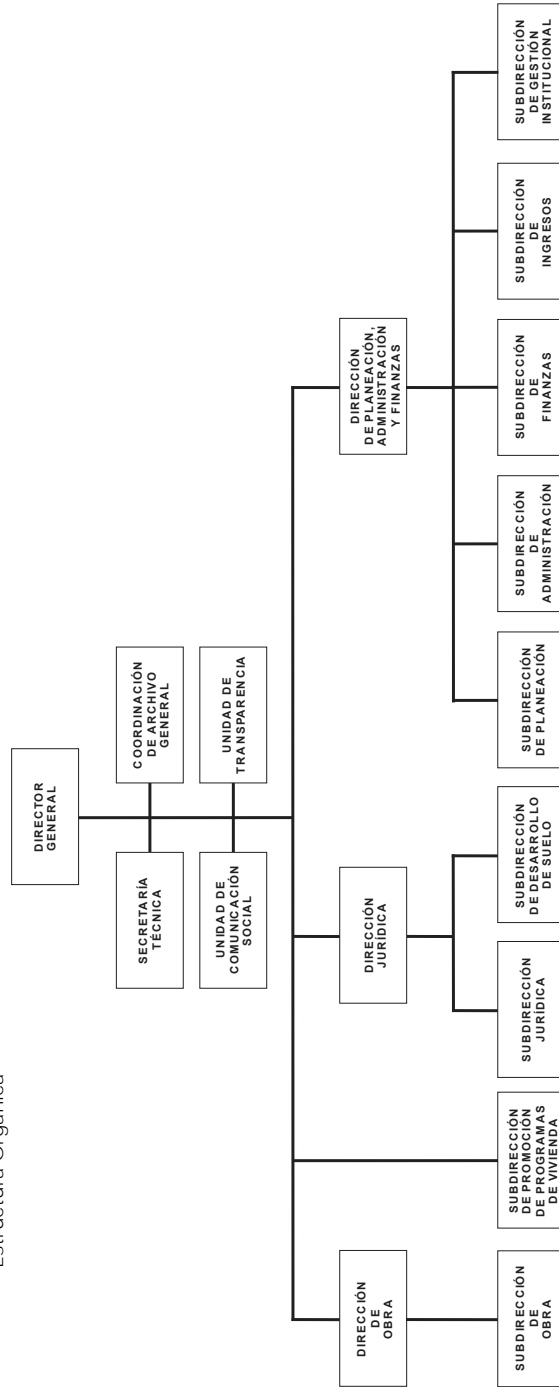 Estructura Orgánica
DIRECTOR
GENERAL
SECRETARÍA
TÉCNICA
COORDINACIÓN
DE ARCHIVO
GENERAL
UNIDAD DE
COMUNICACIÓN
SOCIAL
UNIDAD DE
TRANSPARENCIA
DIRECCIÓN
DE
OBRA
DIRECCIÓN
JURÍDICA
DIRECCIÓN
DE PLANEACIÓN,
ADMINISTRACIÓN
Y FINANZAS
SUBDIRECCIÓN
DE
OBRA
SUBDIRECCIÓN
DE PROMOCIÓN
DE PROGRAMAS
DE VIVIENDA
SUBDIRECCIÓN
JURÍDICA
SUBDIRECCIÓN
DE DESARROLLO
DE SUELO
SUBDIRECCIÓN
DE PLANEACIÓN
SUBDIRECCIÓN
DE
ADMINISTRACIÓN
SUBDIRECCIÓN
DE
FINANZAS
SUBDIRECCIÓN
DE
INGRESOS
SUBDIRECCIÓN
DE GESTIÓN
INSTITUCIONAL